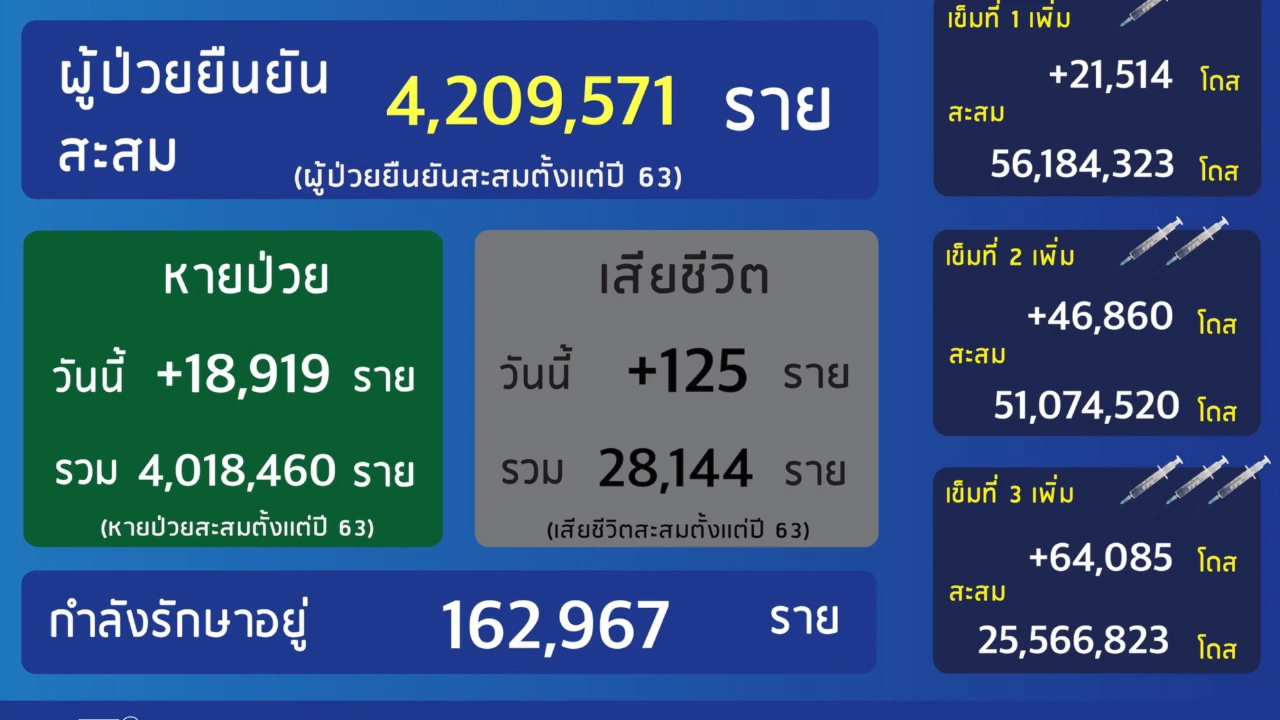 ผู้ป่วยยืนยัน
สะสม
4,209,571 ราย
(ผู้ป่วยยืนยันสะสมตั้งแต่ปี 63)
หายป่วย
วันนี้ +18,919 ราย
รวม 4,018,460 ราย
(หายป่วยสะสมตั้งแต่ปี 63)
เสียชีวิต
วันนี้ +125 ราย
รวม 28,144 ราย
(เสียชีวิตสะสมตั้งแต่ปี 63)
กำลังรักษาอยู่ 162,967 ราย
เข็มที่ 1 เพิ่ม
+21,514 โดส
สะสม
56,184,323 โดส
เข็มที่ 2 เพิ่ม
+46,860 โดส
สะสม
51,074,520 โดส
เข็มที่ 3 เพิ่ม
+64,085 โดส
สะสม
25,566,823 โดส